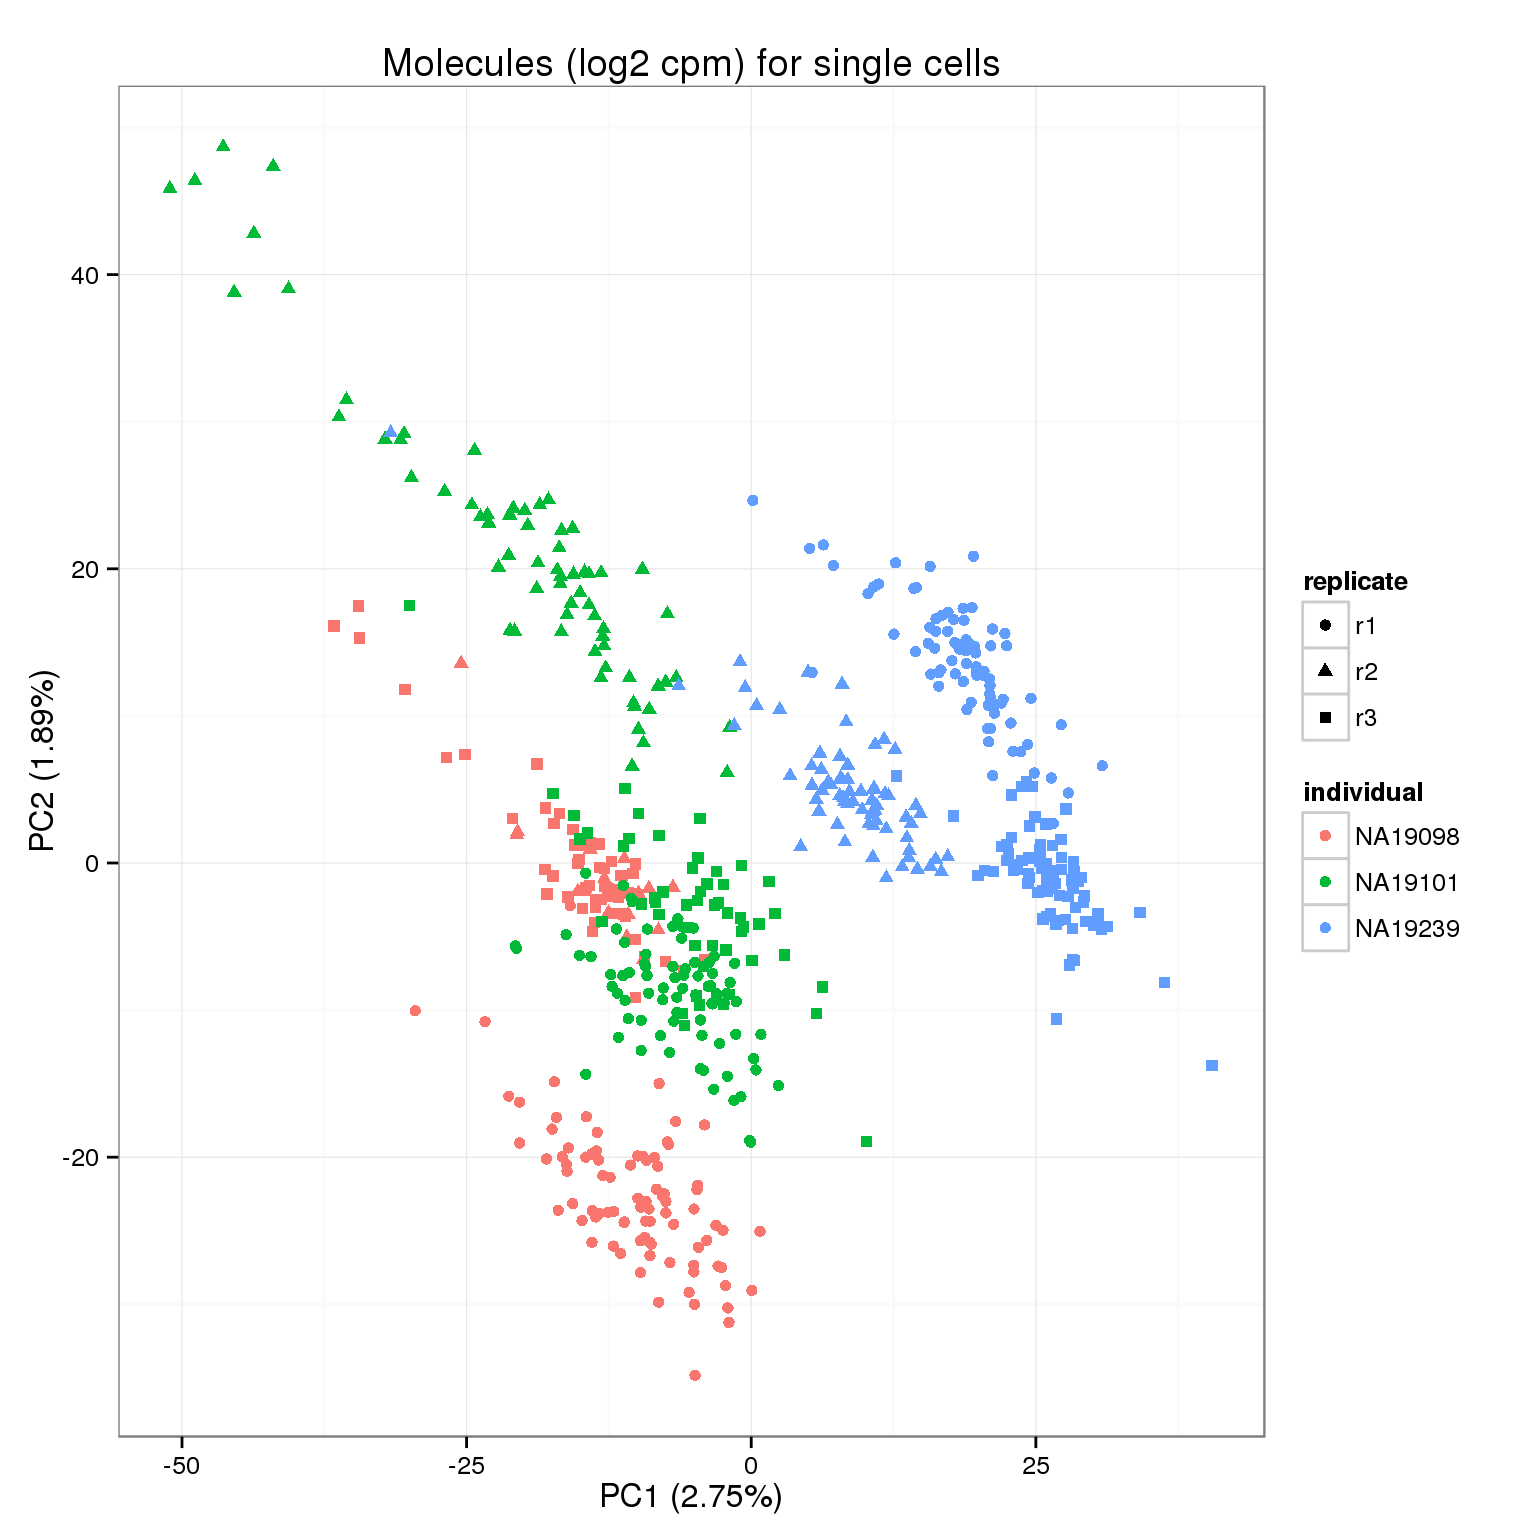 Molecules (log2 cpm) for single cells
PC2 (1.89%)
40
20
0
-20
-50
-25
0
25
PC1 (2.75%)
replicate
r1
r2
r3
individual
NA19098
NA19101
NA19239